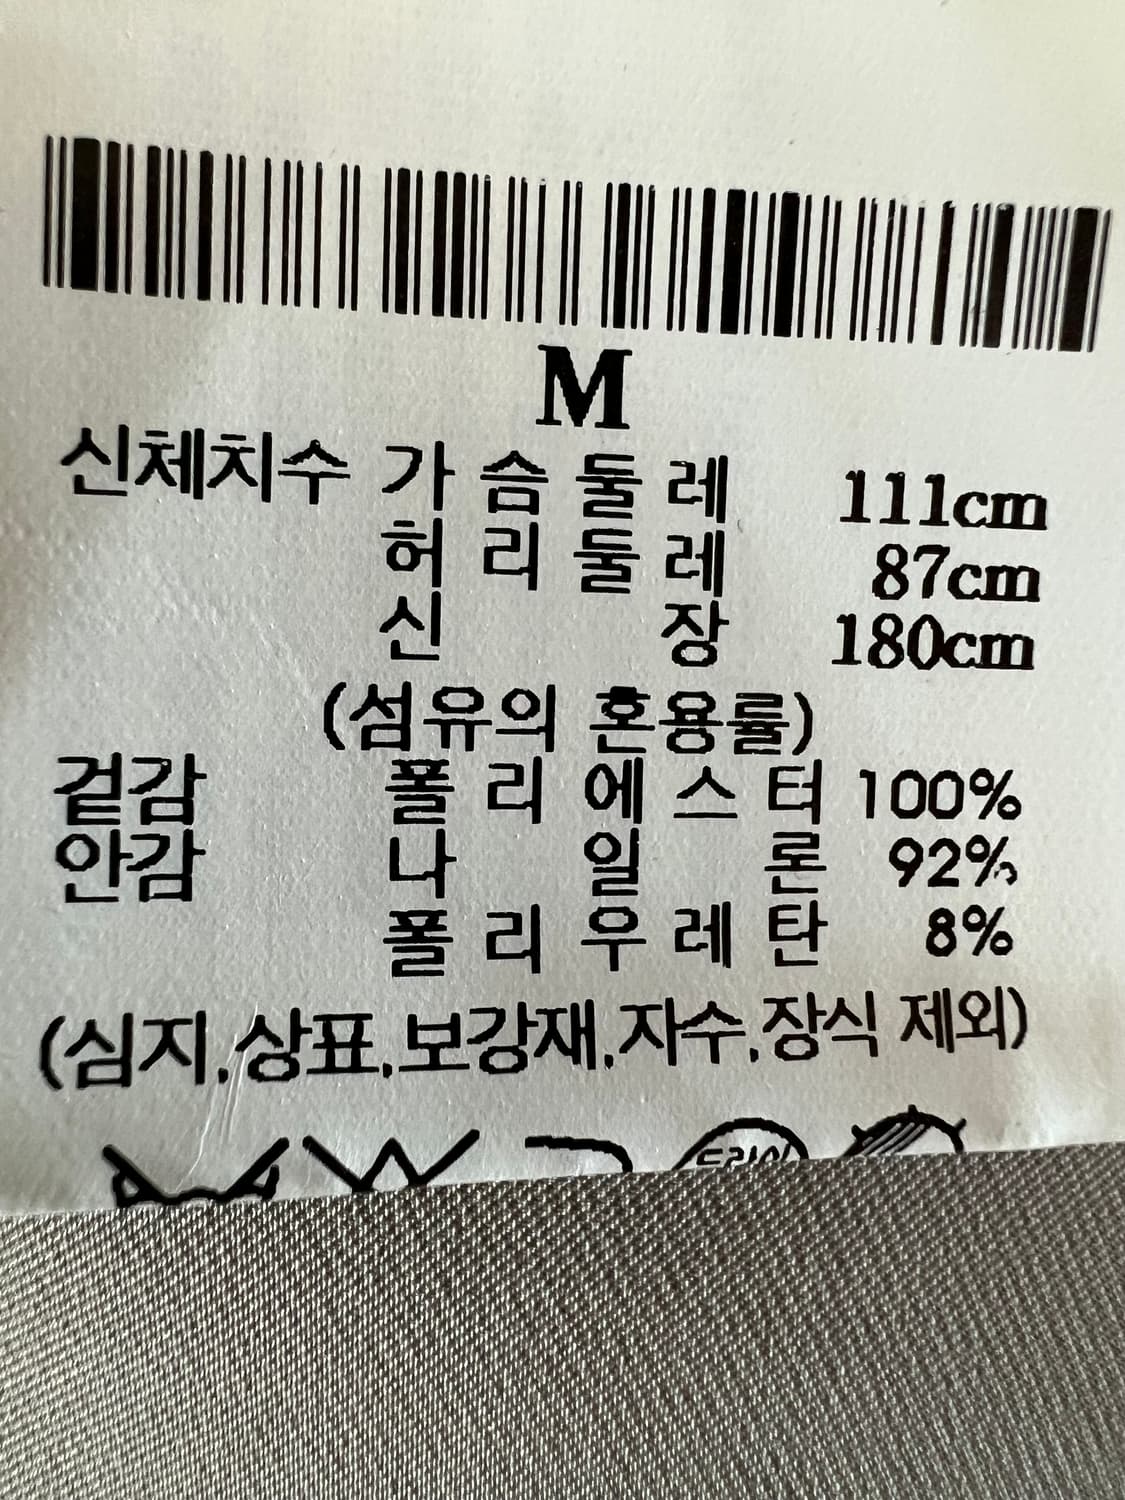 M
신체치수 가슴둘레 111cm
허리둘레 87cm
신장 180cm
(섬유의 혼용률)
겉감 폴리에스터 100%
안감 나일론 92%
폴리우레탄 8%
(심지,상표,보강재,자수,장식 제외)